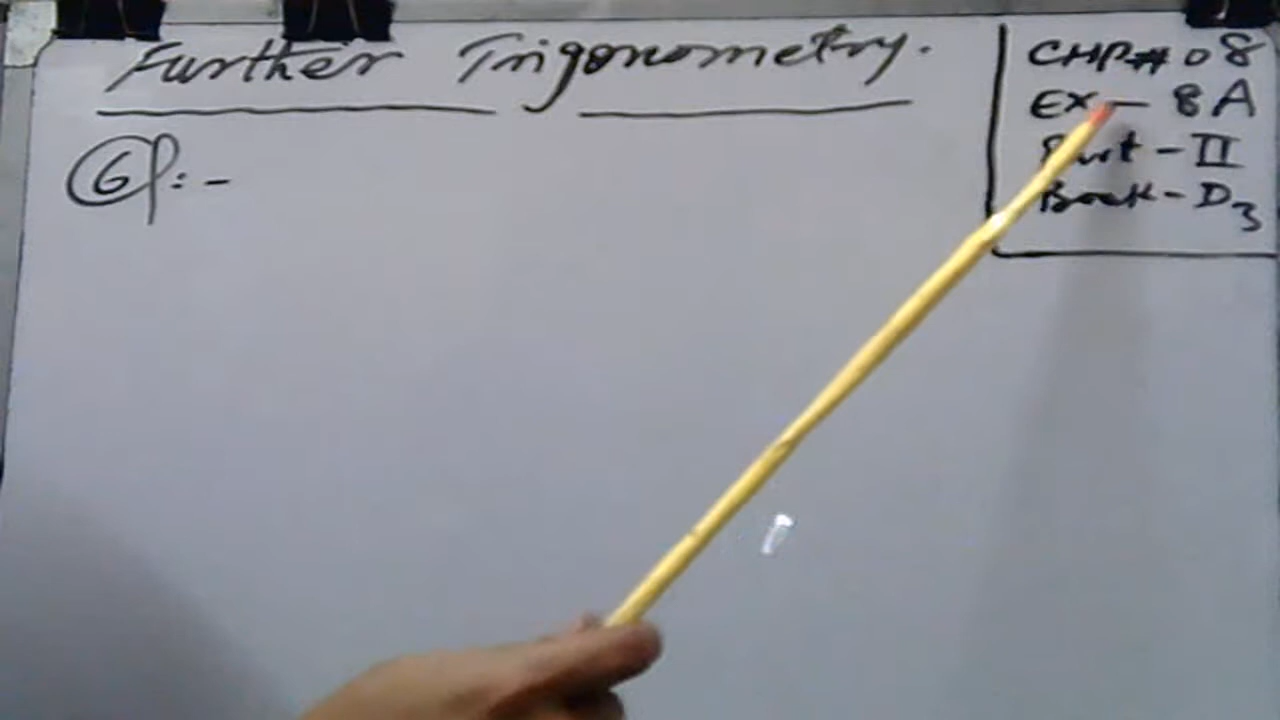 Further Trigonometry.
CHP# 08
EX - 8A
Part - II
Book - D3
6 :-